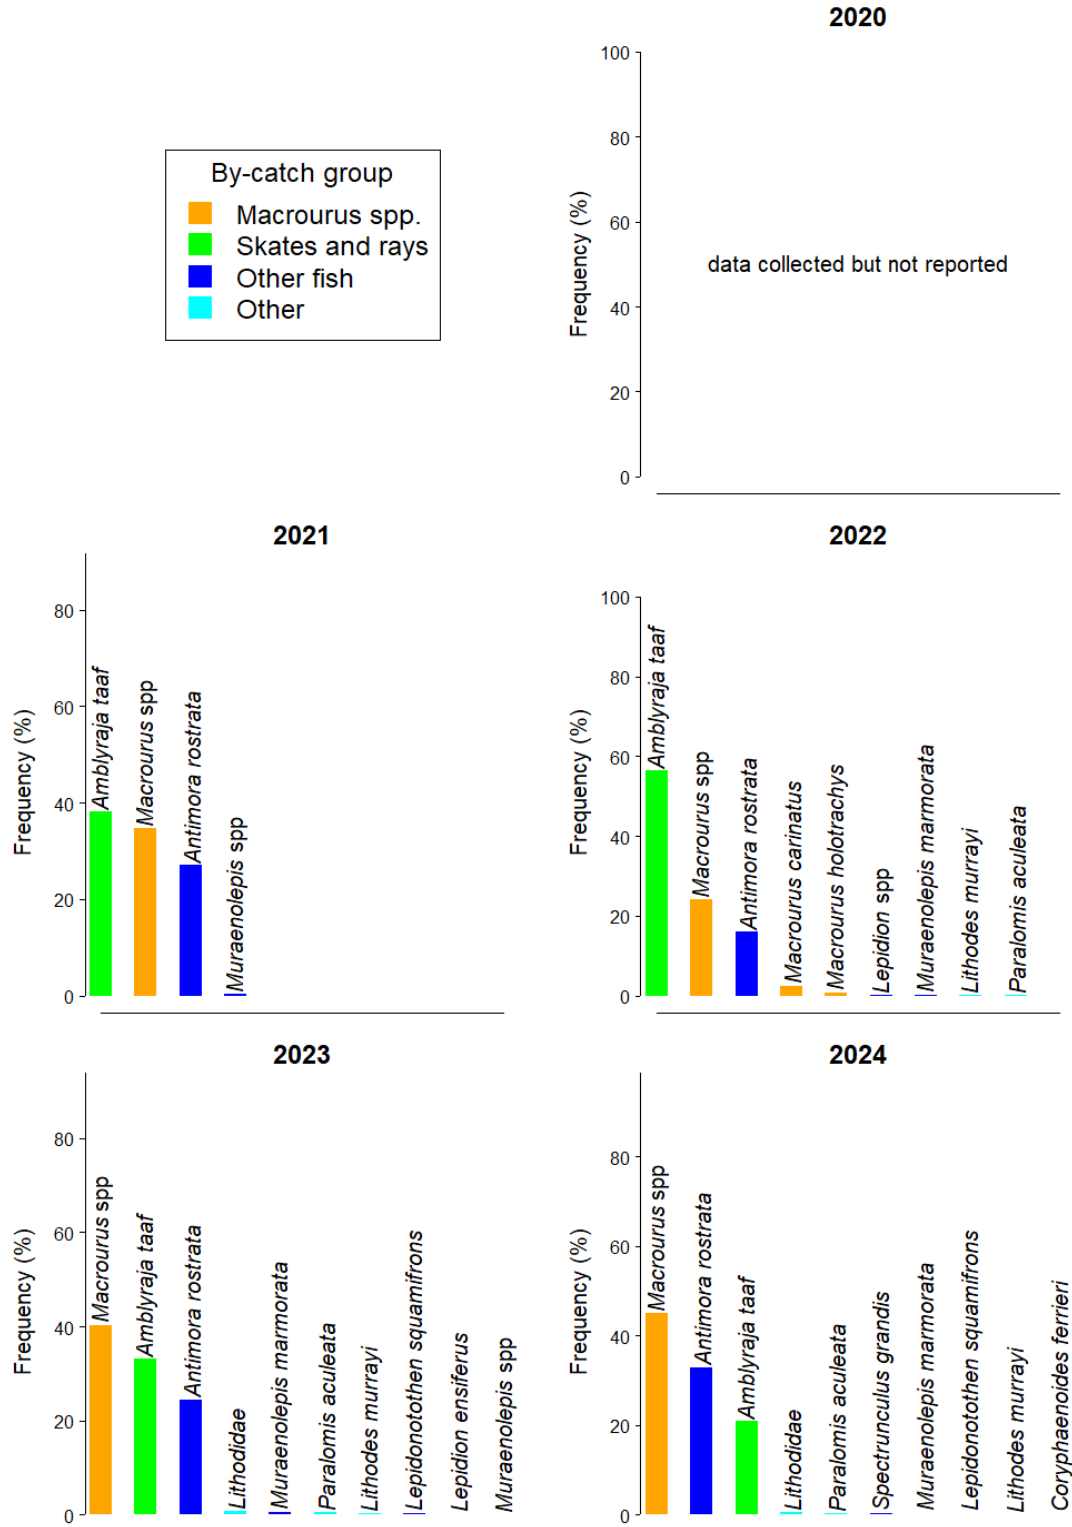 2020
100
80
60
40
20
0
Frequency (%)
data collected but not reported
By-catch group
Macrourus spp.
Skates and rays
Other fish
Other
2021
80
60
40
20
0
Frequency (%)
Amblyraja taaf
Macrourus spp
Antimora rostrata
Muraenolepis spp
2022
100
80
60
40
20
0
Frequency (%)
Amblyraja taaf
Macrourus spp
Antimora rostrata
Macrourus carinatus
Macrourus holotrachys
Lepidion spp
Muraenolepis marmorata
Lithodes murrayi
Paralomis aculeata
2023
80
60
40
20
0
Frequency (%)
Macrourus spp
Amblyraja taaf
Antimora rostrata
Lithodidae
Muraenolepis marmorata
Paralomis aculeata
Lithodes murrayi
Lepidonotothen squamifrons
Lepidion ensiferus
Muraenolepis spp
2024
80
60
40
20
0
Frequency (%)
Macrourus spp
Antimora rostrata
Amblyraja taaf
Lithodidae
Paralomis aculeata
Spectrunculus grandis
Muraenolepis marmorata
Lepidonotothen squamifrons
Lithodes murrayi
Coryphaenoides ferrieri